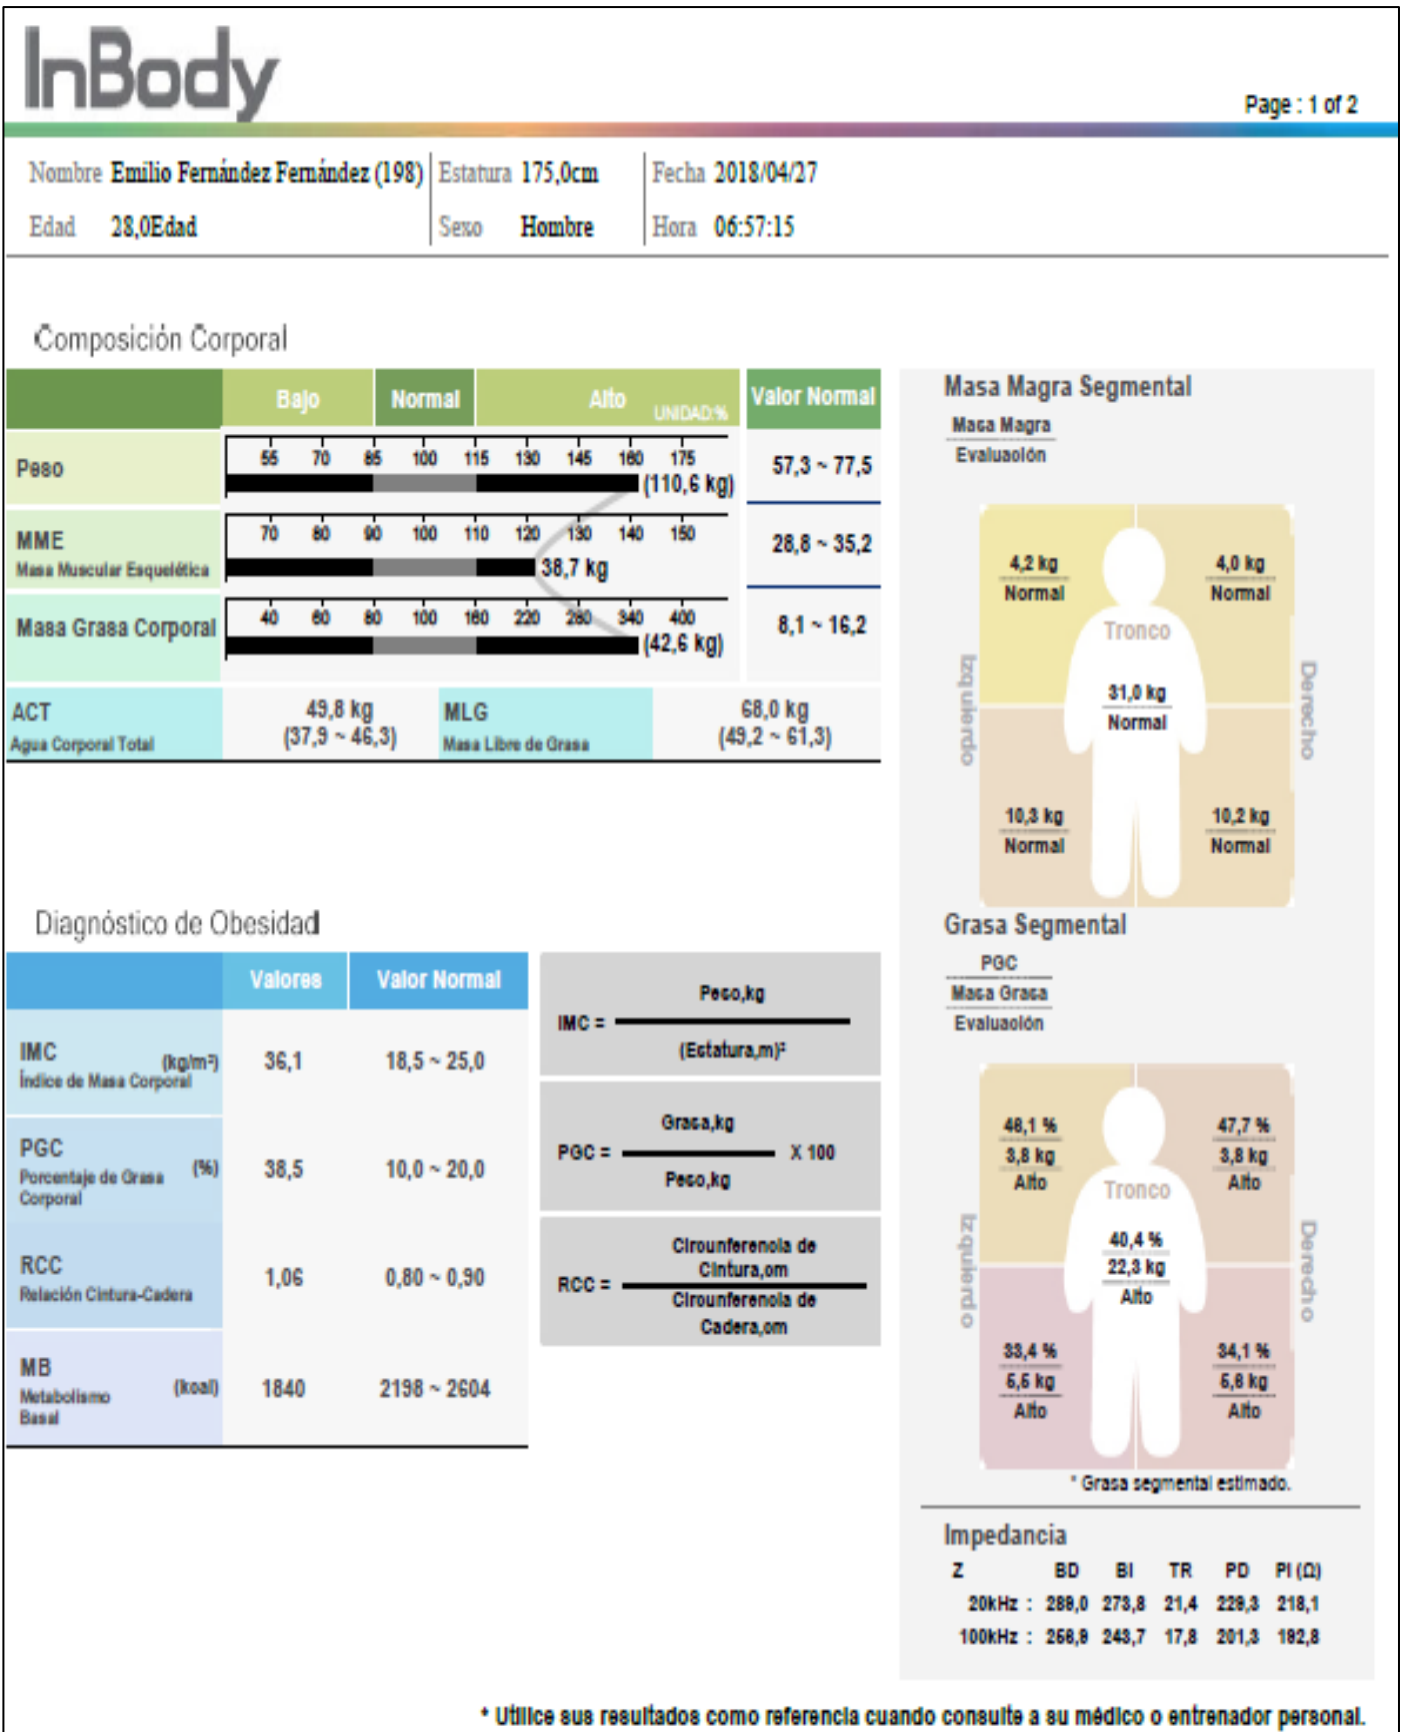 InBody
Page : 1 of 2
Nombre Emilio Fernández Fernández (198) Estatura 175,0cm Fecha 2018/04/27
Edad 28,0Edad Sexo Hombre Hora 06:57:15
Composición Corporal
Bajo Normal Alto UNIDAD:% Valor Normal
Peso 55 70 85 100 115 130 145 160 175 57,3 ~ 77,5
(110,6 kg)
MME 70 80 90 100 110 120 130 140 150 28,8 ~ 35,2
Masa Muscular Esquelética 38,7 kg
Masa Grasa Corporal 40 60 80 100 160 220 280 340 400 8,1 ~ 16,2
(42,6 kg)
ACT 49,8 kg MLG 68,0 kg
Agua Corporal Total (37,9 ~ 46,3) Masa Libre de Grasa (49,2 ~ 61,3)
Masa Magra Segmental
Masa Magra
Evaluación
4,2 kg 4,0 kg
Normal Normal
Tronco
31,0 kg
Normal
Izquierdo Derecho
10,3 kg 10,2 kg
Normal Normal
Diagnóstico de Obesidad
Valores Valor Normal
IMC (kg/m²) 36,1 18,5 ~ 25,0
Índice de Masa Corporal
PGC (%) 38,5 10,0 ~ 20,0
Porcentaje de Grasa
Corporal
RCC 1,06 0,80 ~ 0,90
Relación Cintura-Cadera
MB (kcal) 1840 2198 ~ 2604
Metabolismo
Basal
Peso,kg
IMC =
(Estatura,m)²
Grasa,kg
PGC = X 100
Peso,kg
Circunferencia de
Cintura,cm
RCC =
Circunferencia de
Cadera,cm
Grasa Segmental
PGC
Masa Grasa
Evaluación
48,1 % 47,7 %
3,8 kg 3,8 kg
Alto Alto
Tronco
40,4 %
22,3 kg
Alto
Izquierdo Derecho
33,4 % 34,1 %
5,5 kg 5,6 kg
Alto Alto
* Grasa segmental estimado.
Impedancia
Z BD BI TR PD PI (Ω)
20kHz : 289,0 273,8 21,4 229,3 218,1
100kHz : 256,9 243,7 17,8 201,3 192,8
* Utilice sus resultados como referencia cuando consulte a su médico o entrenador personal.